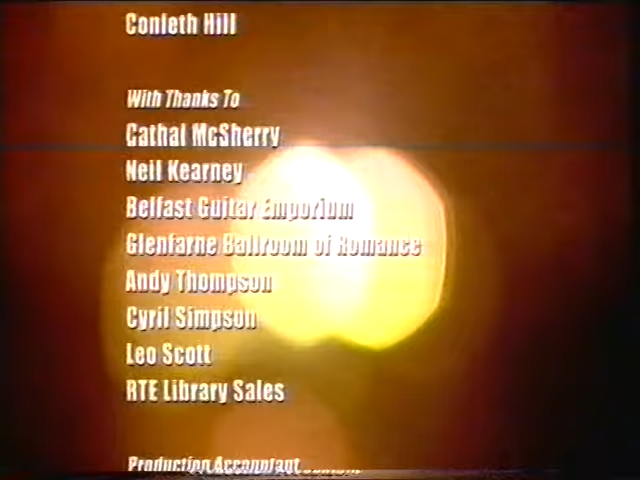 Conleth Hill
With Thanks To
Cathal McSherry
Neil Kearney
Belfast Guitar Emporium
Glenfarne Ballroom of Romance
Andy Thompson
Cyril Simpson
Leo Scott
RTE Library Sales
Production Accountant